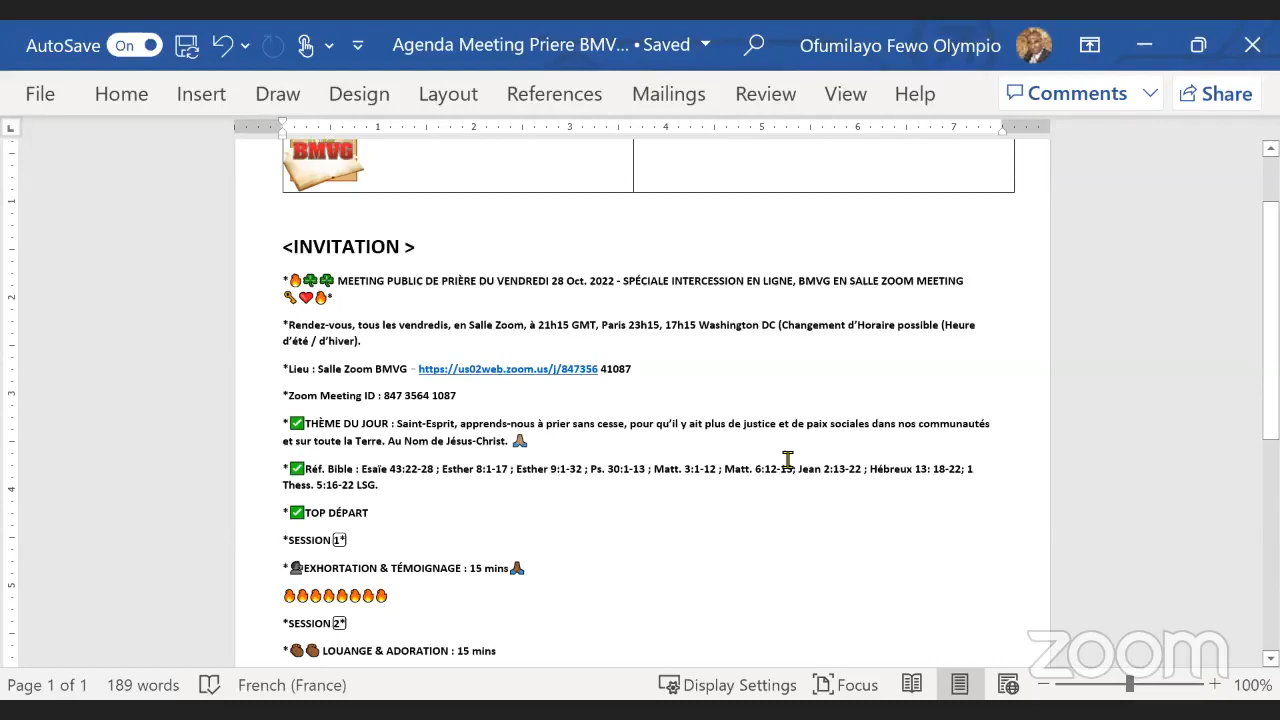 AutoSave On Agenda Meeting Priere BMV... • Saved Ofumilayo Fewo Olympio
File Home Insert Draw Design Layout References Mailings Review View Help Comments Share
1 2 3 4 5 6 7
BMVG
<INVITATION >
*🔥☘☘ MEETING PUBLIC DE PRIÈRE DU VENDREDI 28 Oct. 2022 - SPÉCIALE INTERCESSION EN LIGNE, BMVG EN SALLE ZOOM MEETING
🔑❤🔥*
*Rendez-vous, tous les vendredis, en Salle Zoom, à 21h15 GMT, Paris 23h15, 17h15 Washington DC (Changement d'Horaire possible (Heure
d'été / d'hiver).
*Lieu : Salle Zoom BMVG – https://us02web.zoom.us/j/847356 41087
*Zoom Meeting ID : 847 3564 1087
*✅THÈME DU JOUR : Saint-Esprit, apprends-nous à prier sans cesse, pour qu'il y ait plus de justice et de paix sociales dans nos communautés
et sur toute la Terre. Au Nom de Jésus-Christ. 🙏🏽
*✅Réf. Bible : Esaïe 43:22-28 ; Esther 8:1-17 ; Esther 9:1-32 ; Ps. 30:1-13 ; Matt. 3:1-12 ; Matt. 6:12-15; Jean 2:13-22 ; Hébreux 13: 18-22; 1
Thess. 5:16-22 LSG.
*✅TOP DÉPART
*SESSION 1*
*🗣EXHORTATION & TÉMOIGNAGE : 15 mins🙏🏾
🔥🔥🔥🔥🔥🔥🔥🔥
*SESSION 2*
* LOUANGE & ADORATION : 15 mins
zoom
Page 1 of 1 189 words French (France) Display Settings Focus 100%